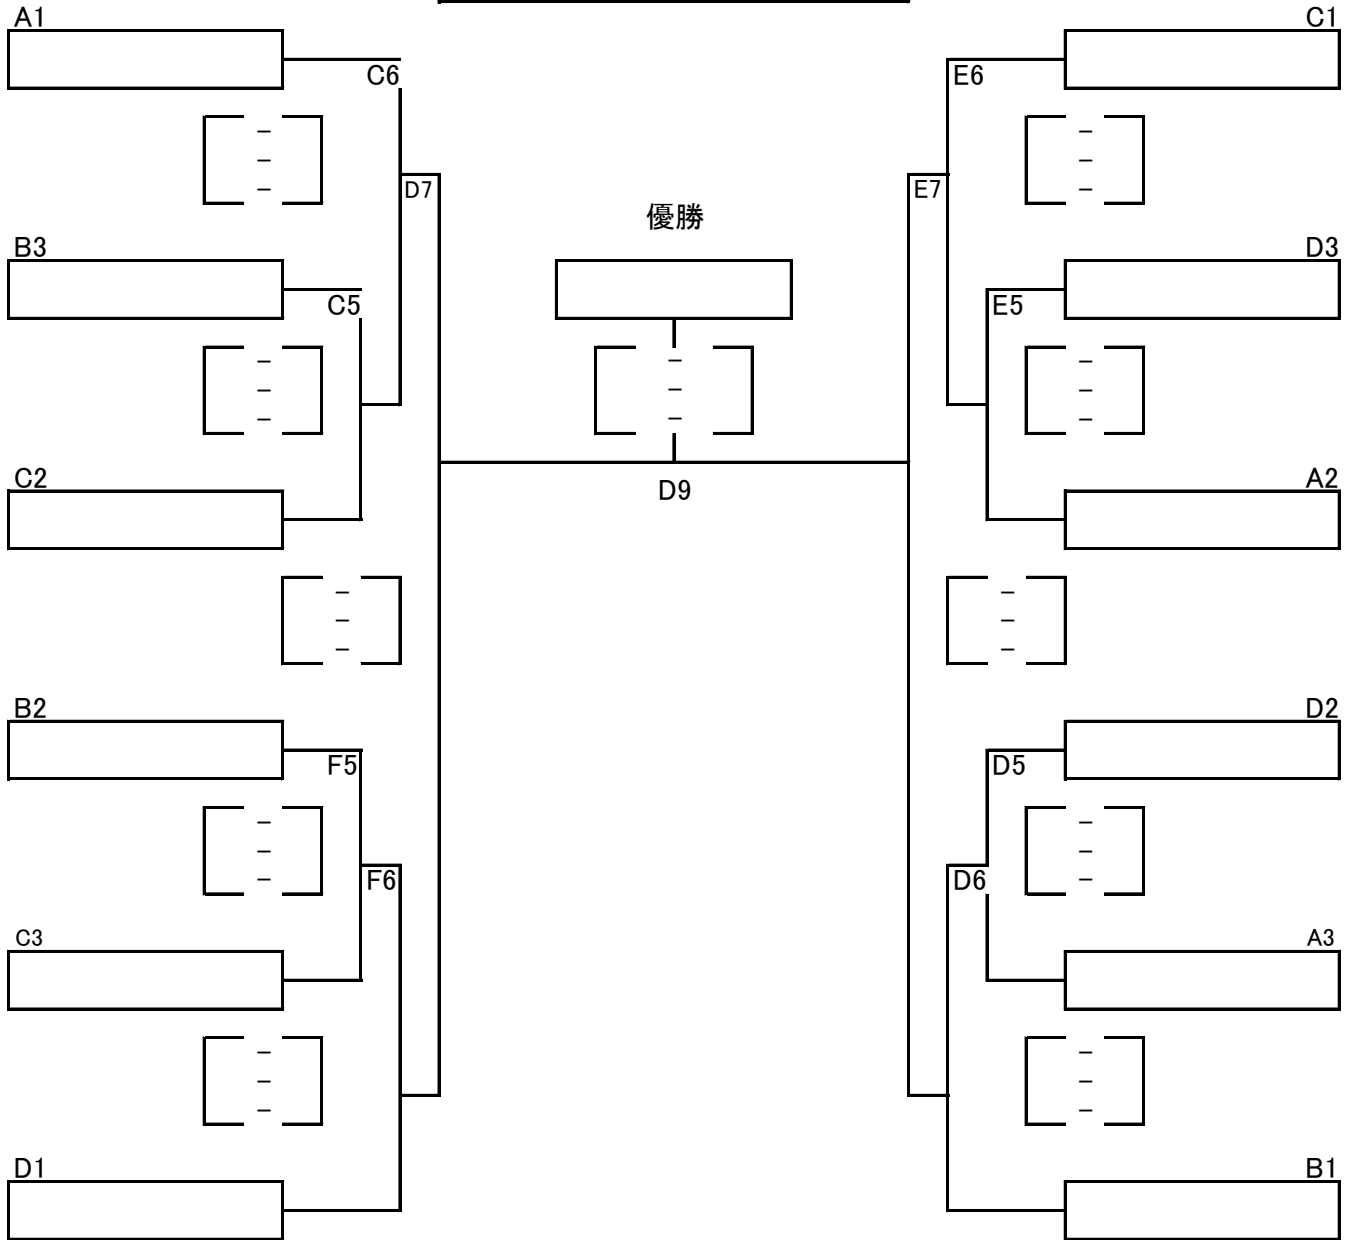 A1
C1
C6
E6
–
–
–
–
–
–
D7
E7
優勝
B3
D3
C5
E5
–
–
–
–
–
–
–
–
–
C2
A2
D9
–
–
–
–
–
–
B2
D2
F5
D5
–
–
–
–
–
–
F6
D6
C3
A3
–
–
–
–
–
–
D1
B1